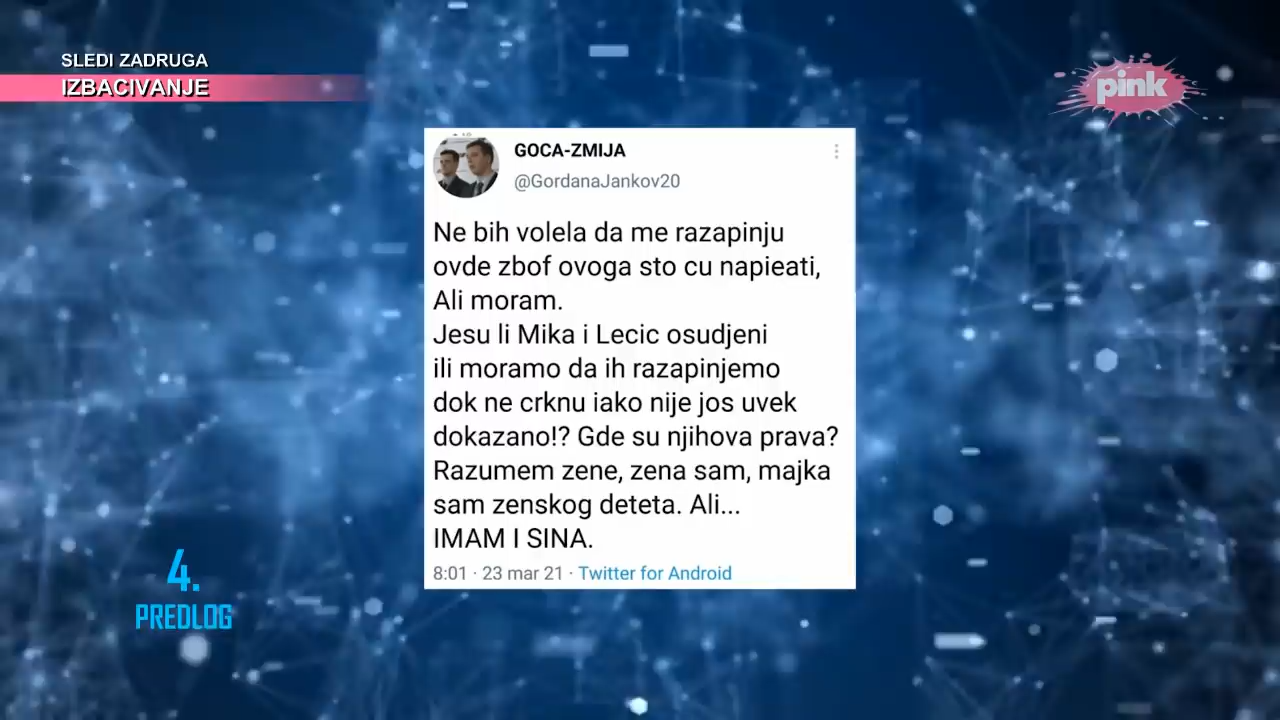 SLEDI ZADRUGA
IZBACIVANJE
pink
GOCA-ZMIJA
@GordanaJankov20
Ne bih volela da me razapinju
ovde zbof ovoga sto cu napieati,
Ali moram.
Jesu li Mika i Lecic osudjeni
ili moramo da ih razapinjemo
dok ne crknu iako nije jos uvek
dokazano!? Gde su njihova prava?
Razumem zene, zena sam, majka
sam zenskog deteta. Ali...
IMAM I SINA.
8:01 · 23 mar 21 · Twitter for Android
4.
PREDLOG